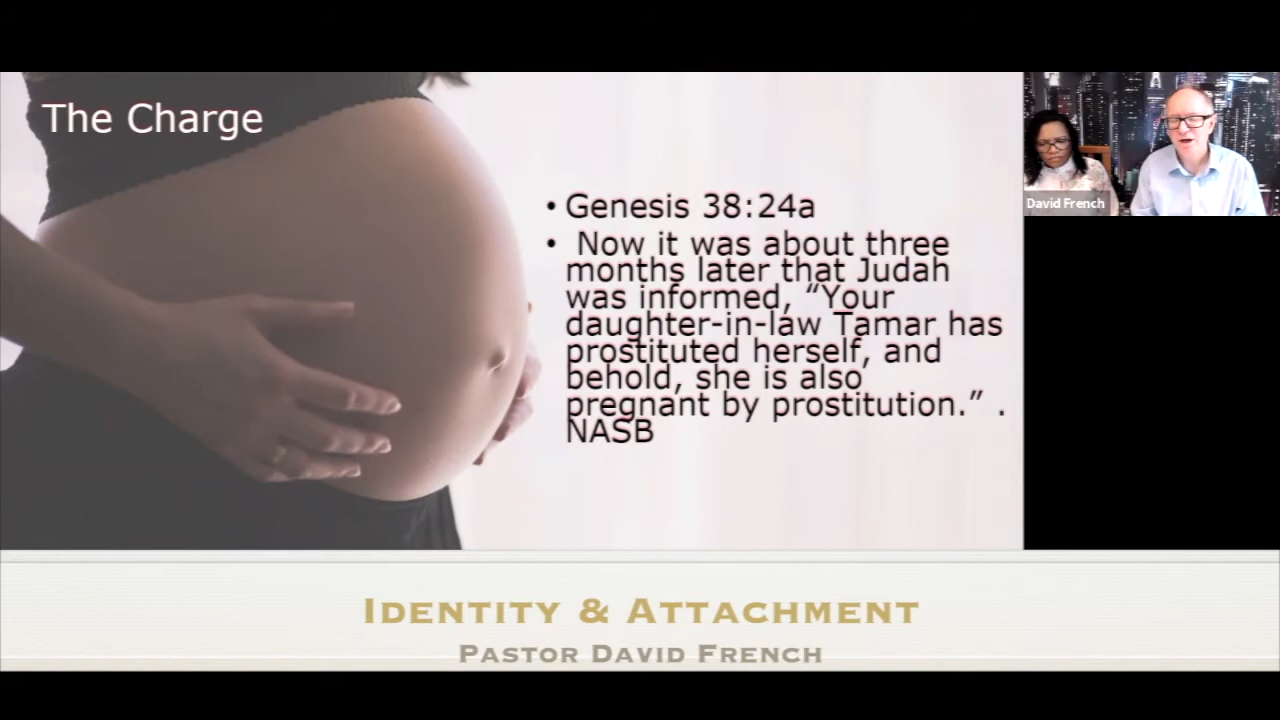 The Charge
• Genesis 38:24a
• Now it was about three
months later that Judah
was informed, “Your
daughter-in-law Tamar has
prostituted herself, and
behold, she is also
pregnant by prostitution.” .
NASB
David French
IDENTITY & ATTACHMENT
PASTOR DAVID FRENCH